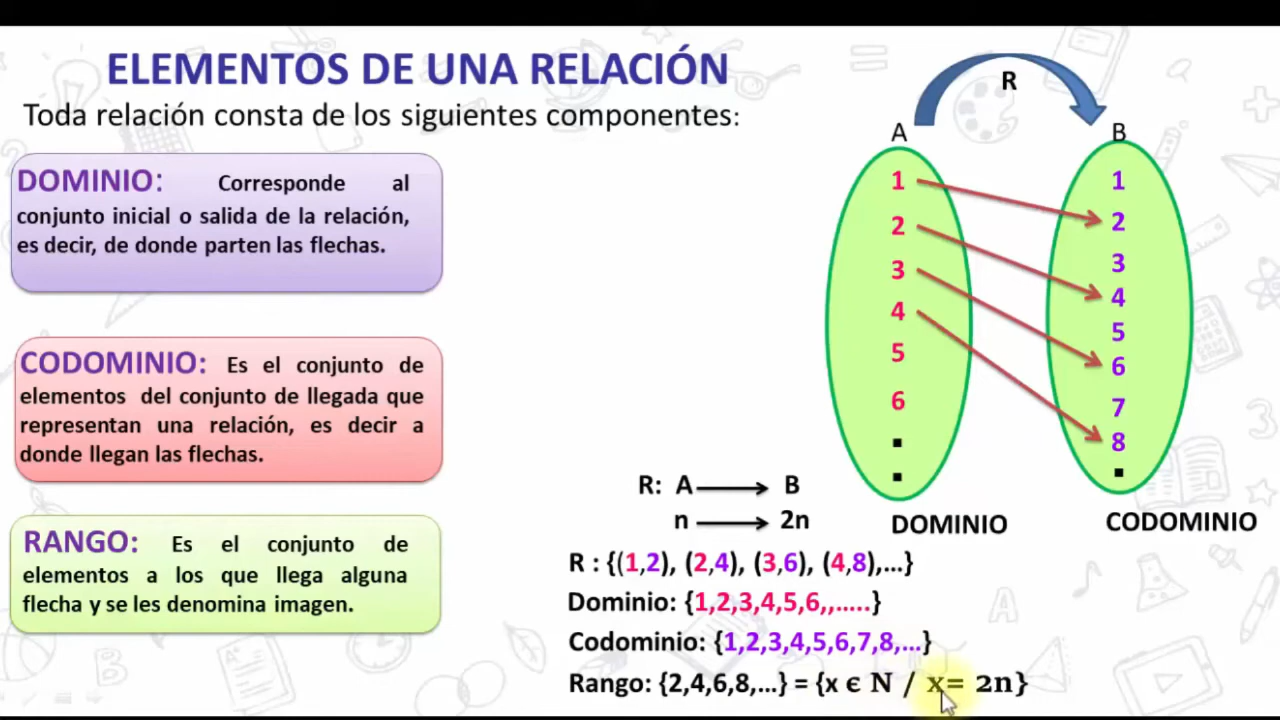 ELEMENTOS DE UNA RELACIÓN
Toda relación consta de los siguientes componentes:
DOMINIO: Corresponde al
conjunto inicial o salida de la relación,
es decir, de donde parten las flechas.
CODOMINIO: Es el conjunto de
elementos del conjunto de llegada que
representan una relación, es decir a
donde llegan las flechas.
RANGO: Es el conjunto de
elementos a los que llega alguna
flecha y se les denomina imagen.
R
A
B
1
2
3
4
5
6
1
2
3
4
5
6
7
8
DOMINIO
CODOMINIO
R: A ⟶ B
n ⟶ 2n
R : {(1,2), (2,4), (3,6), (4,8),...}
Dominio: {1,2,3,4,5,6,,.....}
Codominio: {1,2,3,4,5,6,7,8,...}
Rango: {2,4,6,8,...} = {x ϵ N / x= 2n}